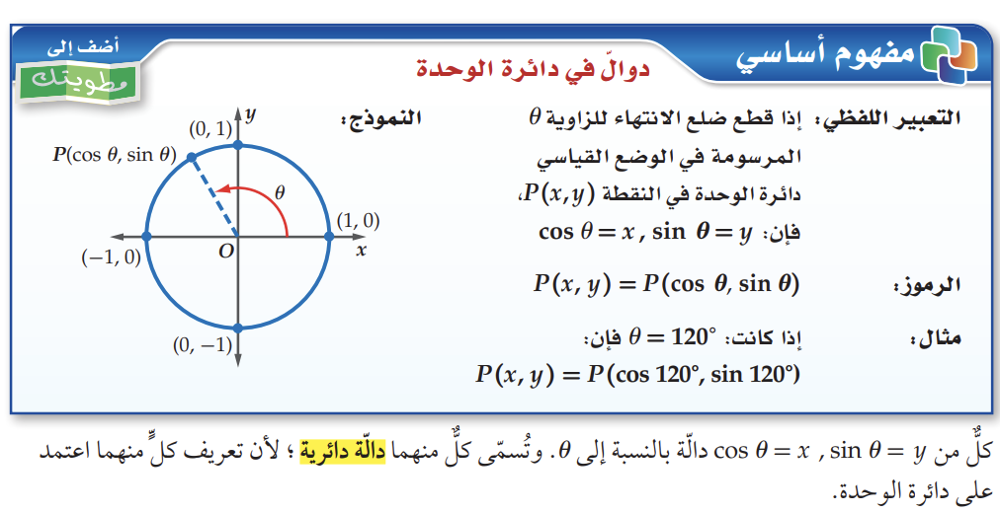 مفهوم أساسي
أضف إلى
مطويتك
دوالّ في دائرة الوحدة
التعبير اللفظي: إذا قطع ضلع الانتهاء للزاوية θ
المرسومة في الوضع القياسي
دائرة الوحدة في النقطة P(x,y)،
فإن: cos θ = x , sin θ = y
الرموز: P(x, y) = P(cos θ, sin θ)
مثال: إذا كانت: θ = 120° فإن:
P(x, y) = P(cos 120°, sin 120°)
النموذج:
y
(0, 1)
P(cos θ, sin θ)
θ
(1, 0)
(−1, 0)
O
x
(0, −1)
كلٌّ من cos θ = x , sin θ = y دالّة بالنسبة إلى θ. وتُسمّى كلٌّ منهما دالّة دائرية ؛ لأن تعريف كلٍّ منهما اعتمد
على دائرة الوحدة.